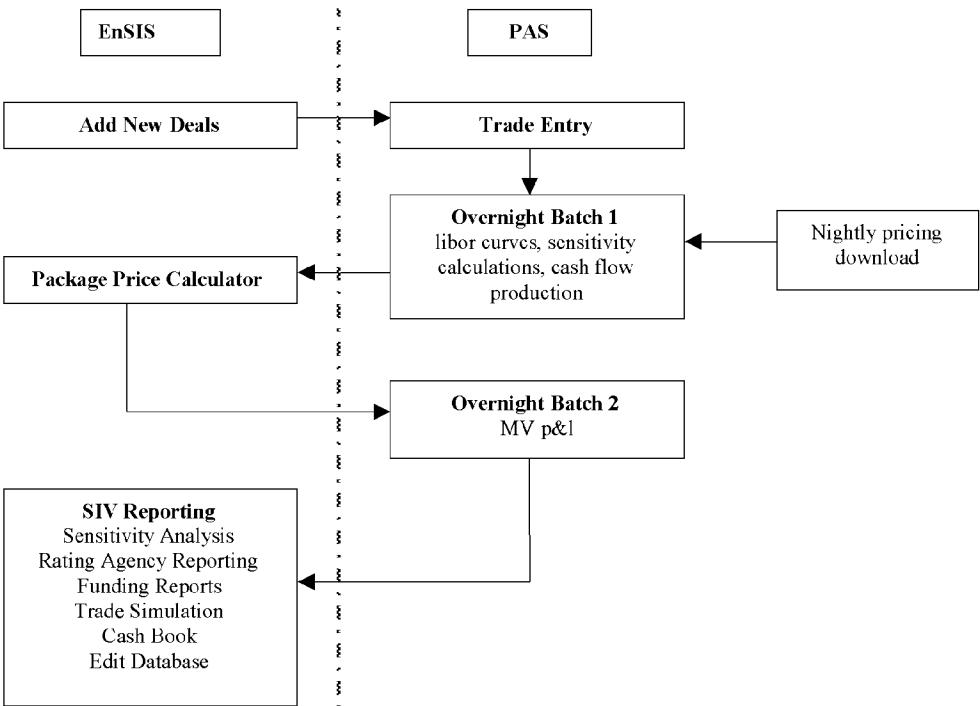 EnSIS
PAS
Add New Deals
Trade Entry
Overnight Batch 1
libor curves, sensitivity
calculations, cash flow
production
Nightly pricing
download
Package Price Calculator
Overnight Batch 2
MV p&l
SIV Reporting
Sensitivity Analysis
Rating Agency Reporting
Funding Reports
Trade Simulation
Cash Book
Edit Database